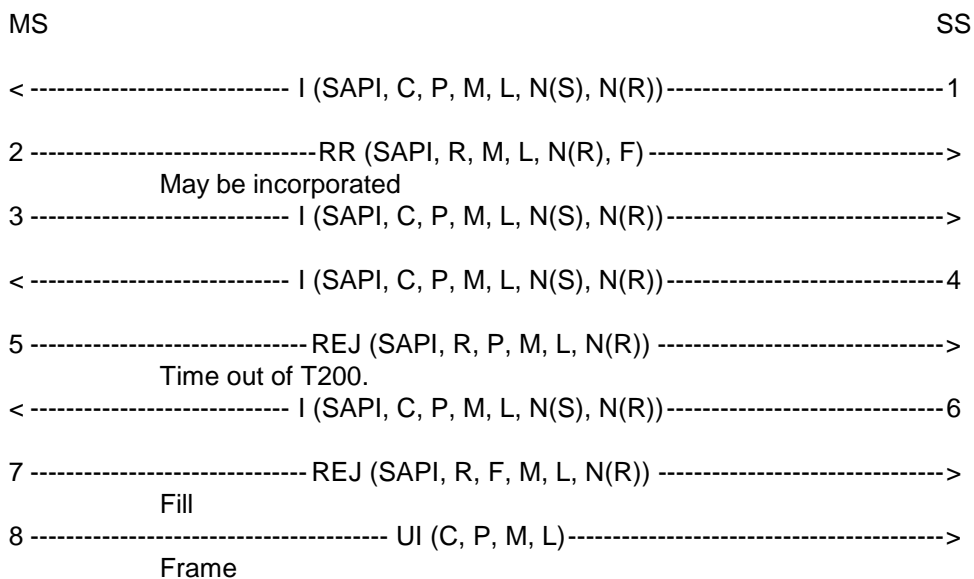 MS SS
< ----------------------------- I (SAPI, C, P, M, L, N(S), N(R))-------------------------------1
2 --------------------------------RR (SAPI, R, M, L, N(R), F) --------------------------------->
May be incorporated
3 ----------------------------- I (SAPI, C, P, M, L, N(S), N(R))------------------------------->
< ----------------------------- I (SAPI, C, P, M, L, N(S), N(R))-------------------------------4
5 -------------------------------REJ (SAPI, R, P, M, L, N(R)) -------------------------------->
Time out of T200.
< ----------------------------- I (SAPI, C, P, M, L, N(S), N(R))-------------------------------6
7 -------------------------------REJ (SAPI, R, F, M, L, N(R)) -------------------------------->
Fill
8 ---------------------------------------- UI (C, P, M, L)------------------------------------------>
Frame